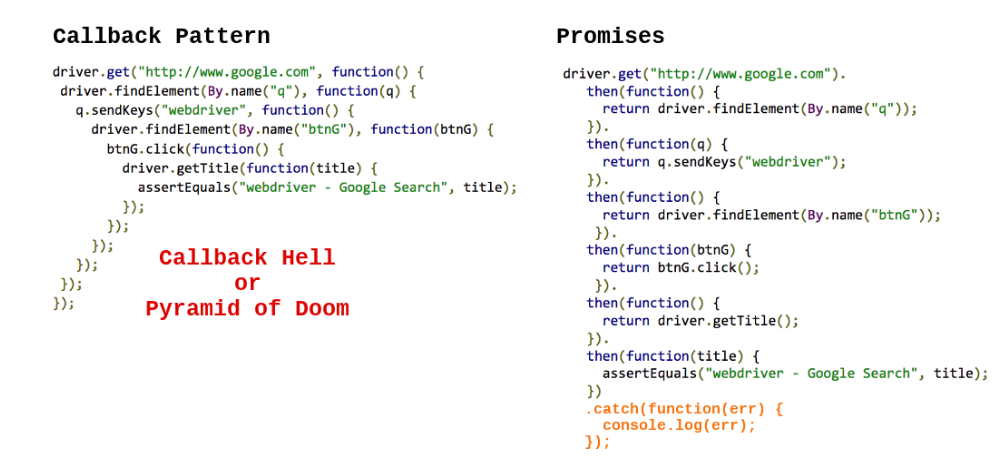 Callback Pattern
driver.get("http://www.google.com", function() {
driver.findElement(By.name("q"), function(q) {
q.sendKeys("webdriver", function() {
driver.findElement(By.name("btnG"), function(btnG) {
btnG.click(function() {
driver.getTitle(function(title) {
assertEquals("webdriver - Google Search", title);
});
});
});
});
});
});
Callback Hell
or
Pyramid of Doom
Promises
driver.get("http://www.google.com").
then(function() {
return driver.findElement(By.name("q"));
}).
then(function(q) {
return q.sendKeys("webdriver");
}).
then(function() {
return driver.findElement(By.name("btnG"));
}).
then(function(btnG) {
return btnG.click();
}).
then(function() {
return driver.getTitle();
}).
then(function(title) {
assertEquals("webdriver - Google Search", title);
})
.catch(function(err) {
console.log(err);
});